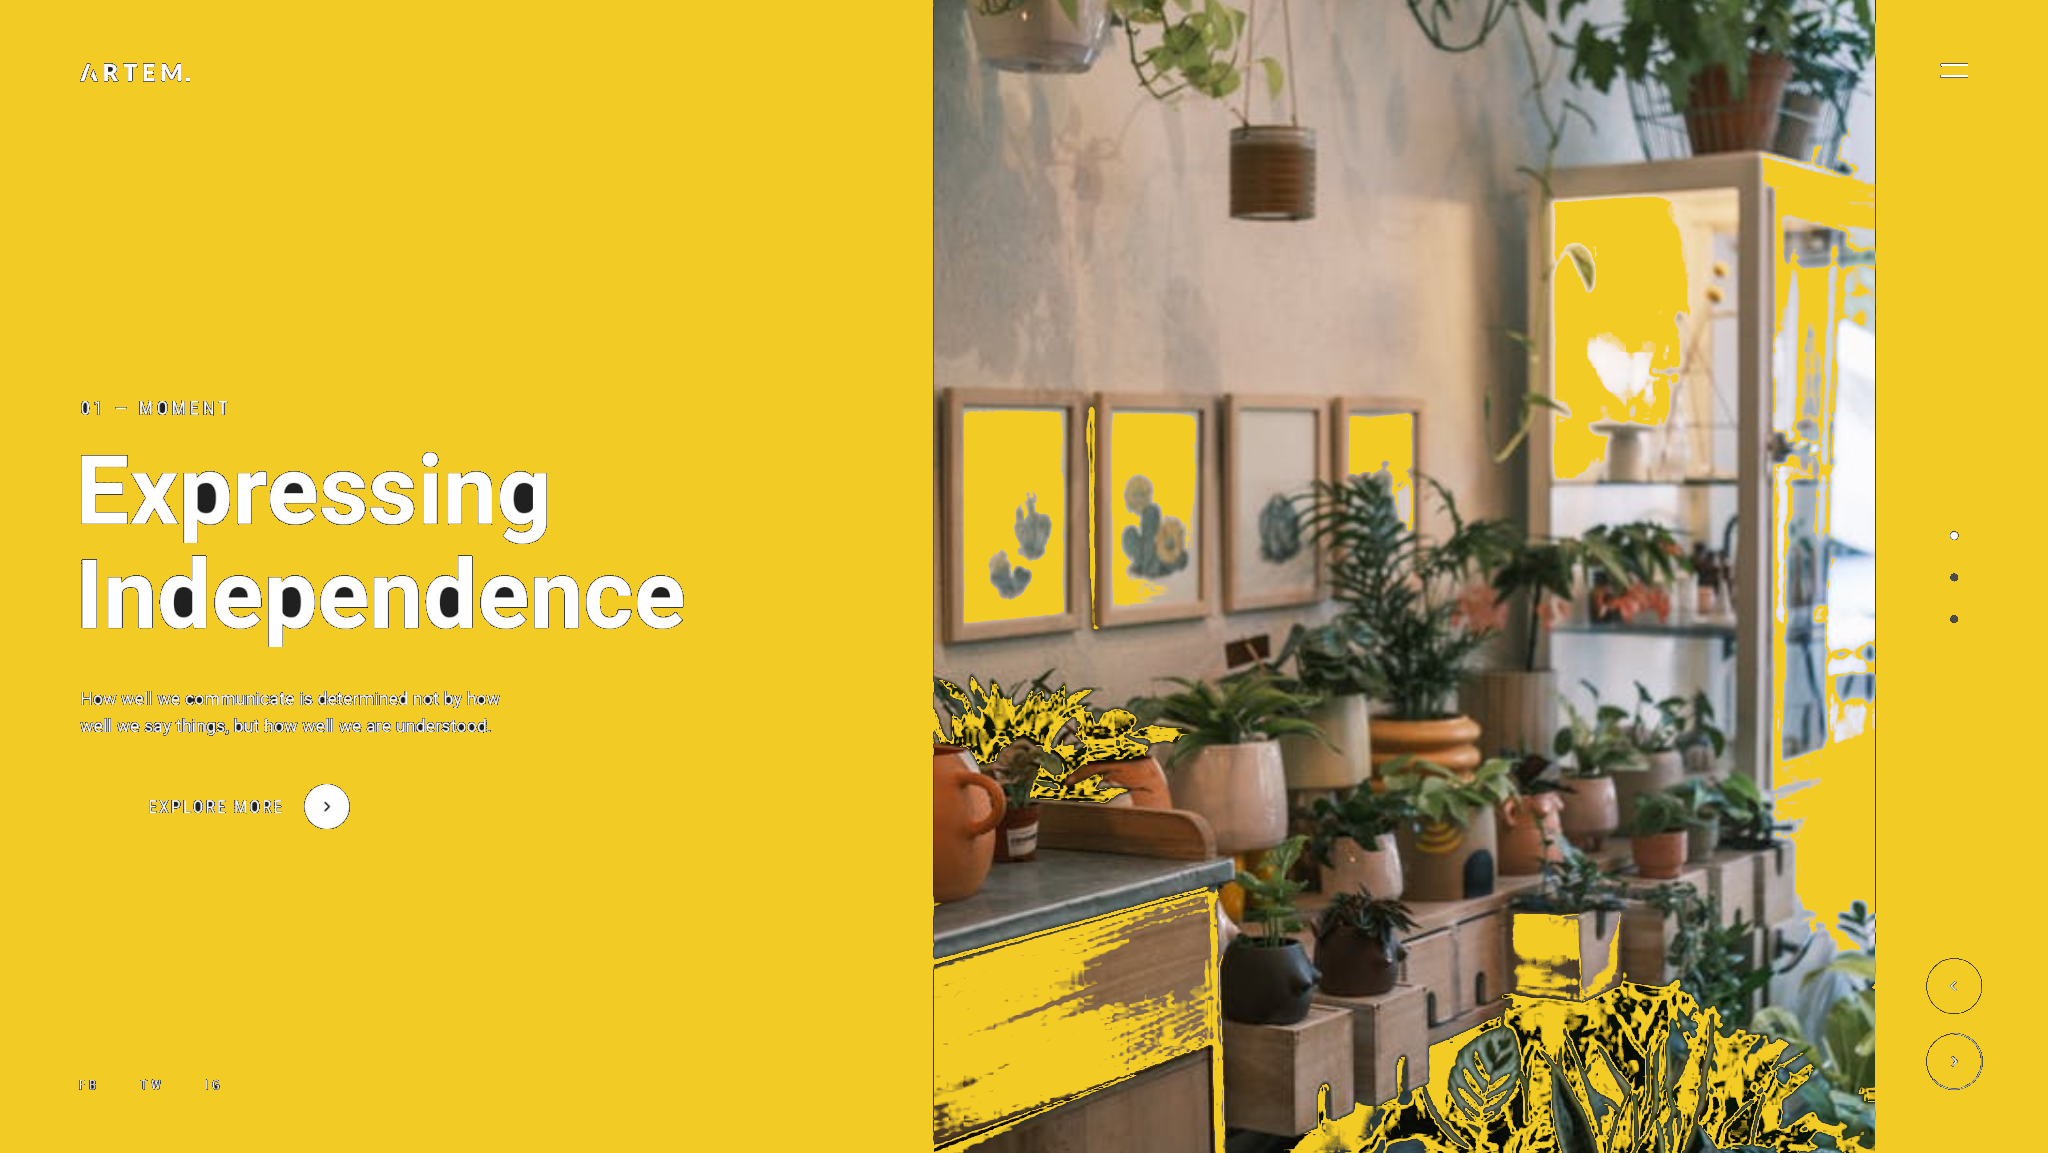 ARTEM.
01 — MOMENT
Expressing
Independence
How well we communicate is determined not by how
well we say things, but how well we are understood.
EXPLORE MORE
FB TW IG